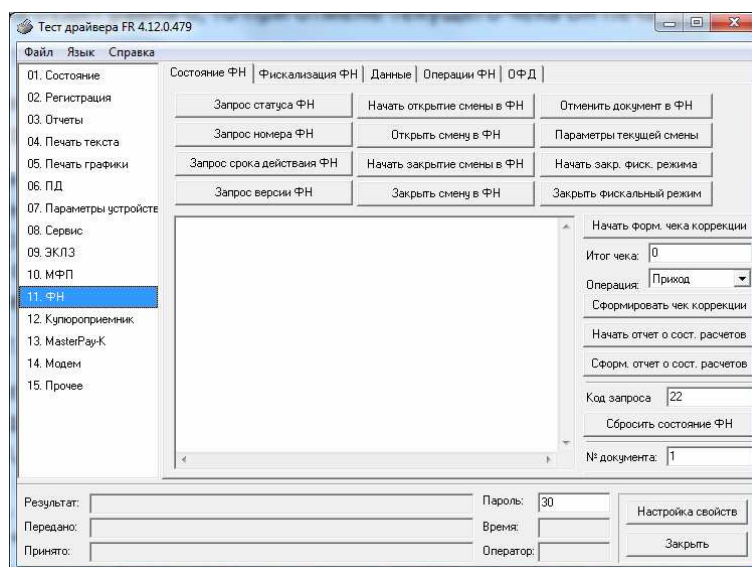 Тест драйвера FR 4.12.0.479
Файл Язык Справка
01. Состояние
02. Регистрация
03. Отчеты
04. Печать текста
05. Печать графики
06. ПД
07. Параметры устройств
08. Сервис
09. ЭКЛЗ
10. МФП
11. ФН
12. Купюроприемник
13. MasterPay-K
14. Модем
15. Прочее
Состояние ФН Фискализация ФН Данные Операции ФН ОФД
Запрос статуса ФН Начать открытие смены в ФН Отменить документ в ФН
Запрос номера ФН Открыть смену в ФН Параметры текущей смены
Запрос срока действаия ФН Начать закрытие смены в ФН Начать закр. фиск. режима
Запрос версии ФН Закрыть смену в ФН Закрыть фискальный режим
Начать форм. чека коррекции
Итог чека: 0
Операция: Приход
Сформировать чек коррекции
Начать отчет о сост. расчетов
Сформ. отчет о сост. расчетов
Код запроса 22
Сбросить состояние ФН
№ документа: 1
Результат: Пароль: 30 Настройка свойств
Передано: Время:
Принято: Оператор: Закрыть